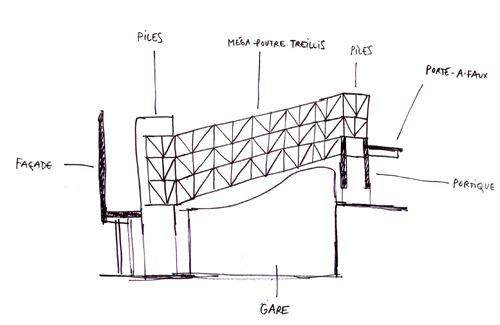 PILES
MÉGA-POUTRE TREILLIS
PILES
PORTE-A-FAUX
FAÇADE
PORTIQUE
GARE